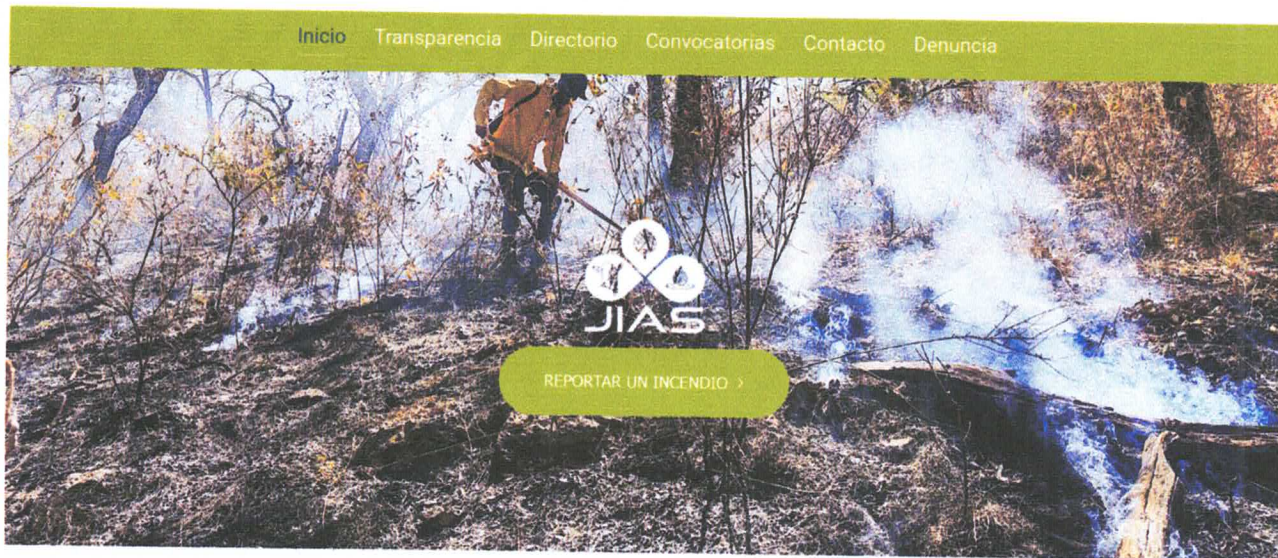 Inicio Transparencia Directorio Convocatorias Contacto Denuncia
JIAS
REPORTAR UN INCENDIO >